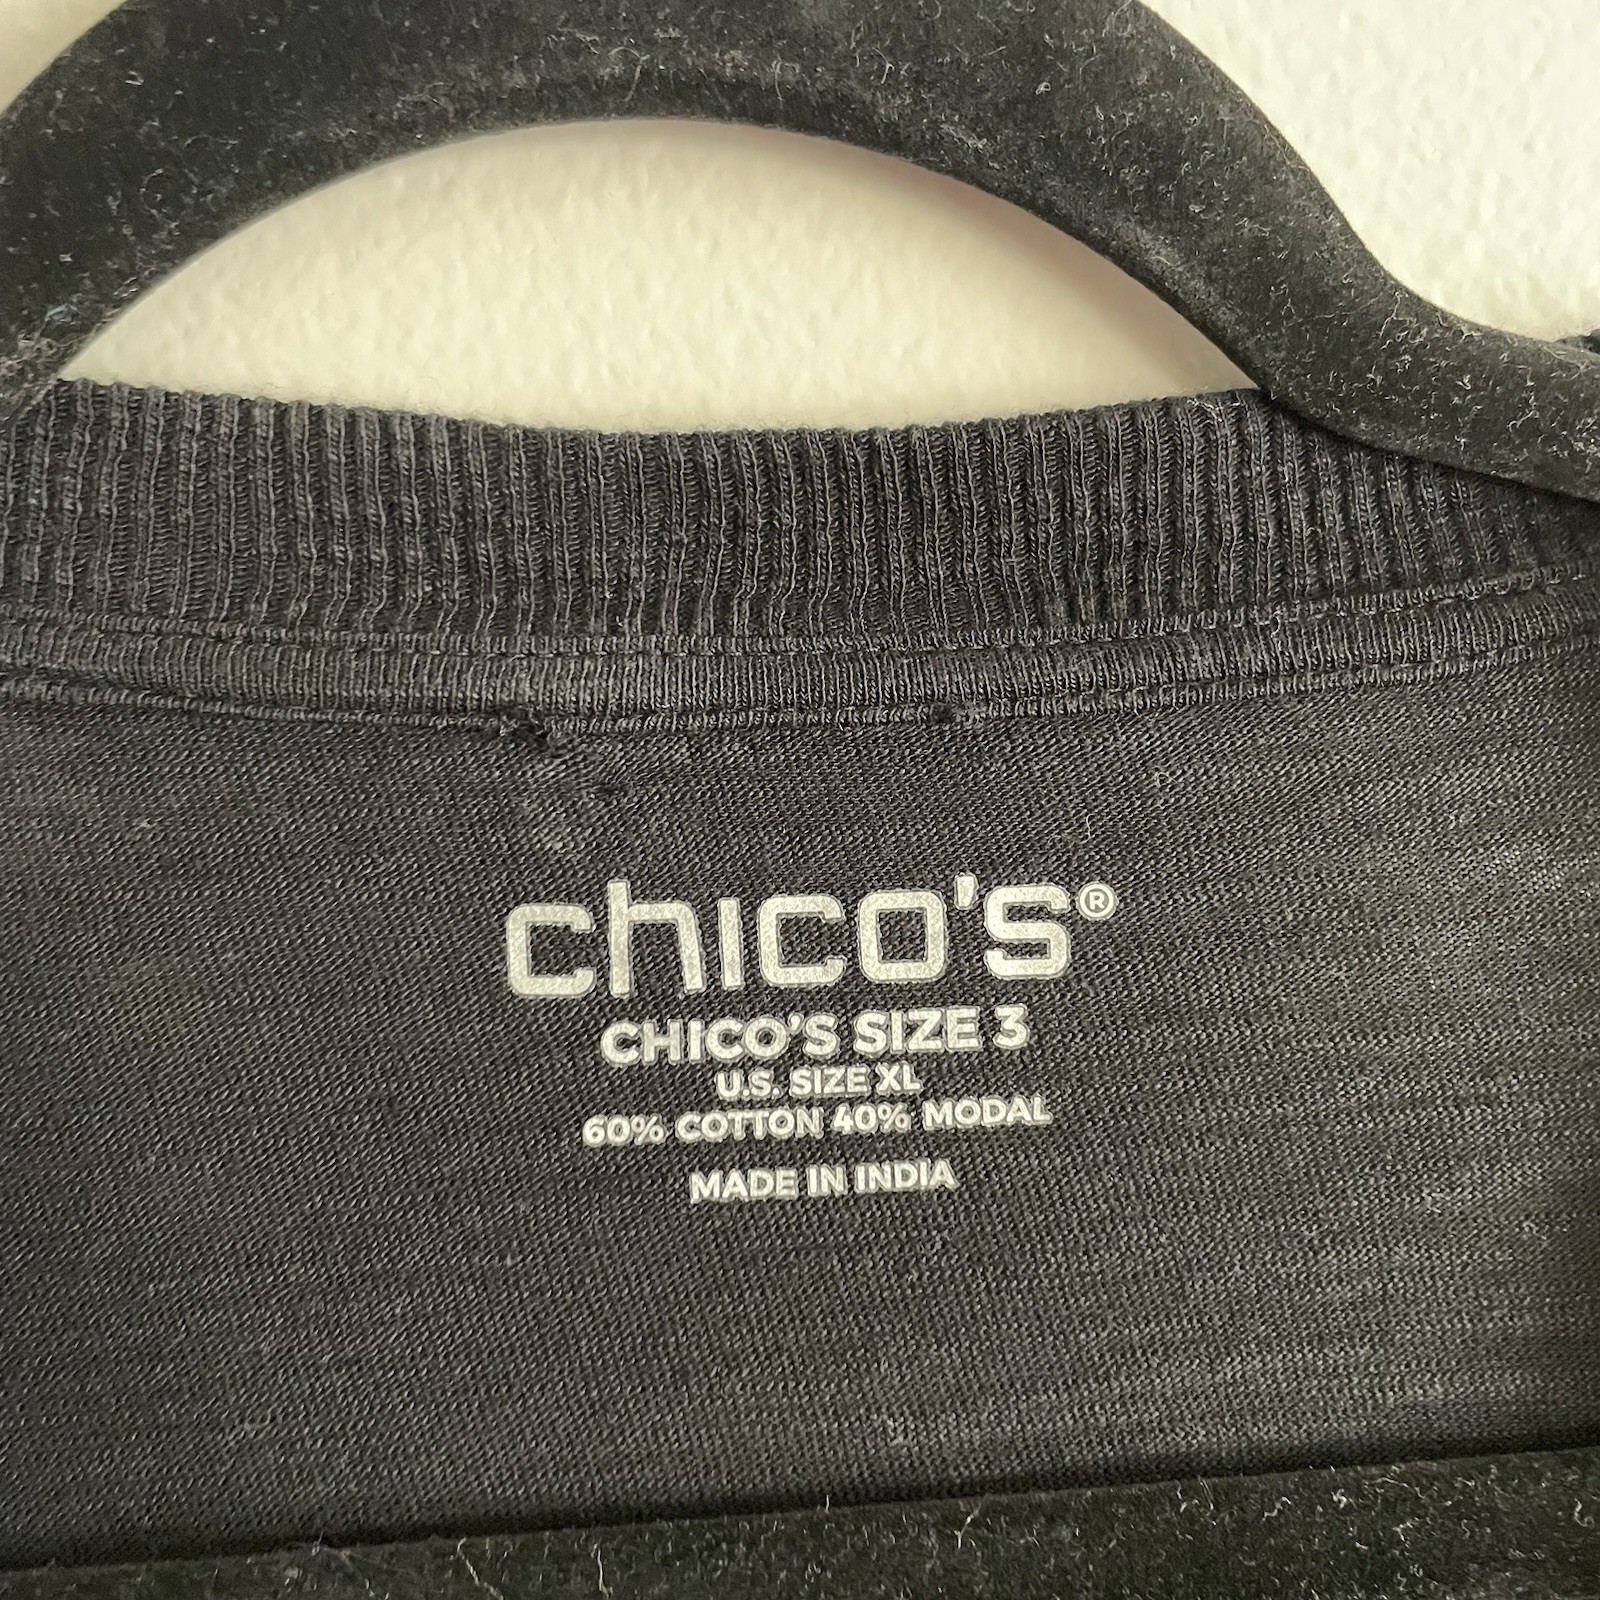 chico's®
CHICO'S SIZE 3
U.S. SIZE XL
60% COTTON 40% MODAL
MADE IN INDIA